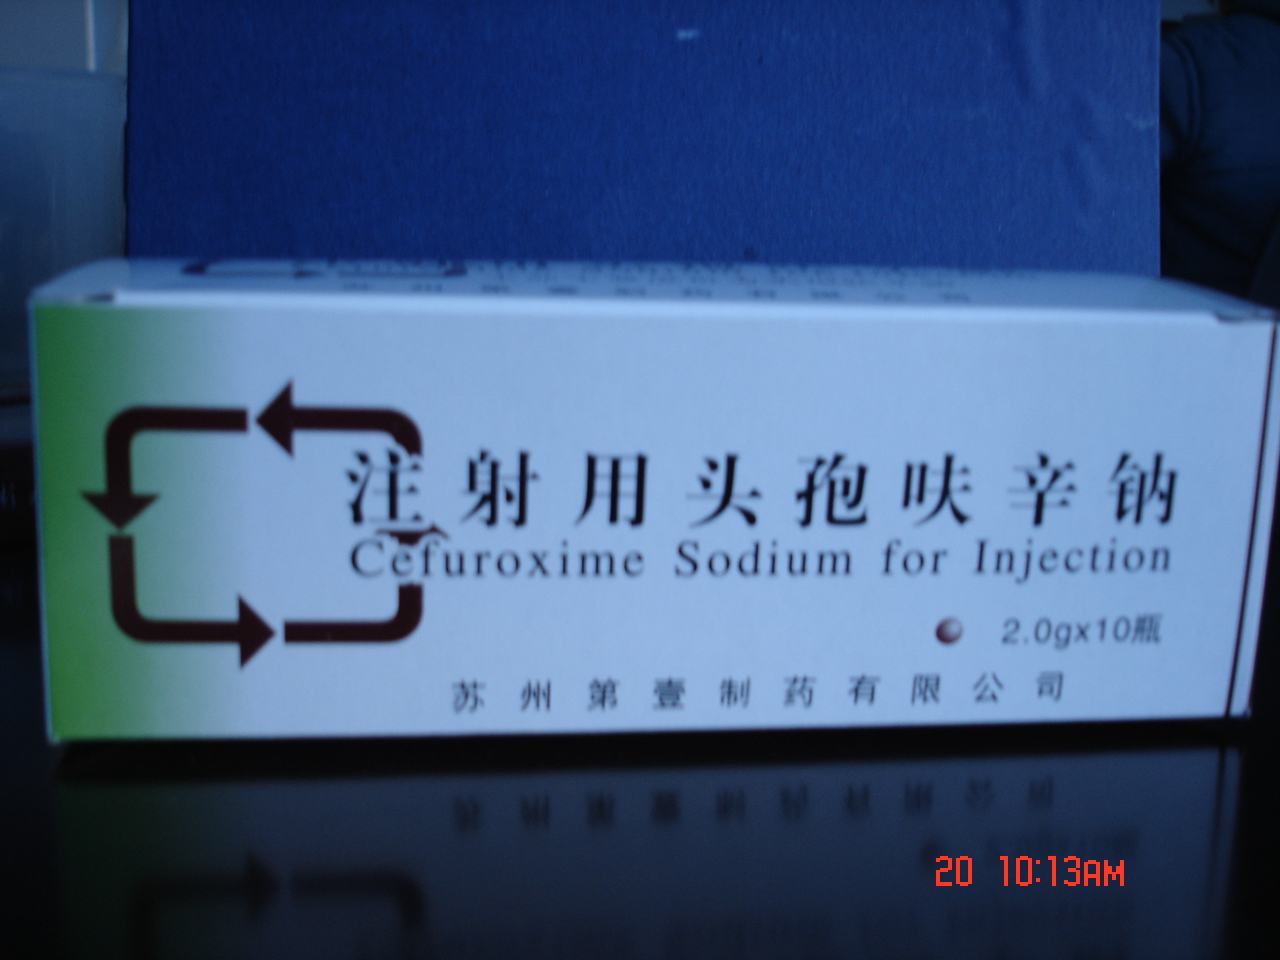 注射用头孢呋辛钠
Cefuroxime Sodium for Injection
2.0gx10瓶
苏州第壹制药有限公司
20 10:13AM